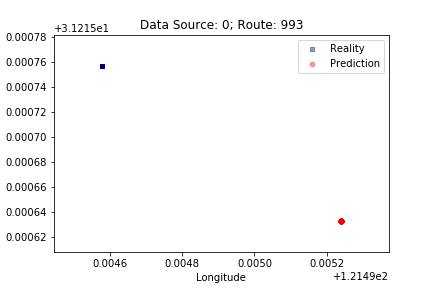 Data Source: 0; Route: 993
+3.1215e1
0.00078
0.00076
0.00074
0.00072
0.00070
0.00068
0.00066
0.00064
0.00062
Reality
Prediction
0.0046 0.0048 0.0050 0.0052
Longitude
+1.2149e2